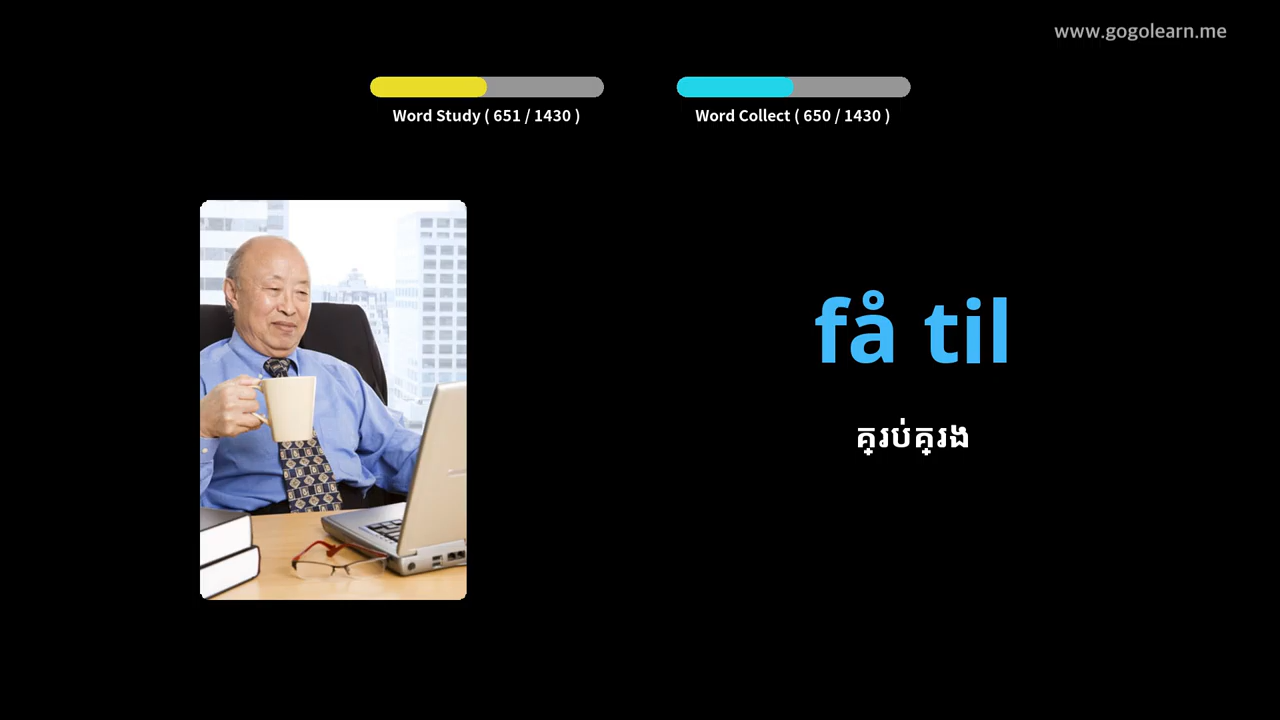 www.gogolearn.me
Word Study ( 651 / 1430 )
Word Collect ( 650 / 1430 )
få til
គ្រប់គ្រង